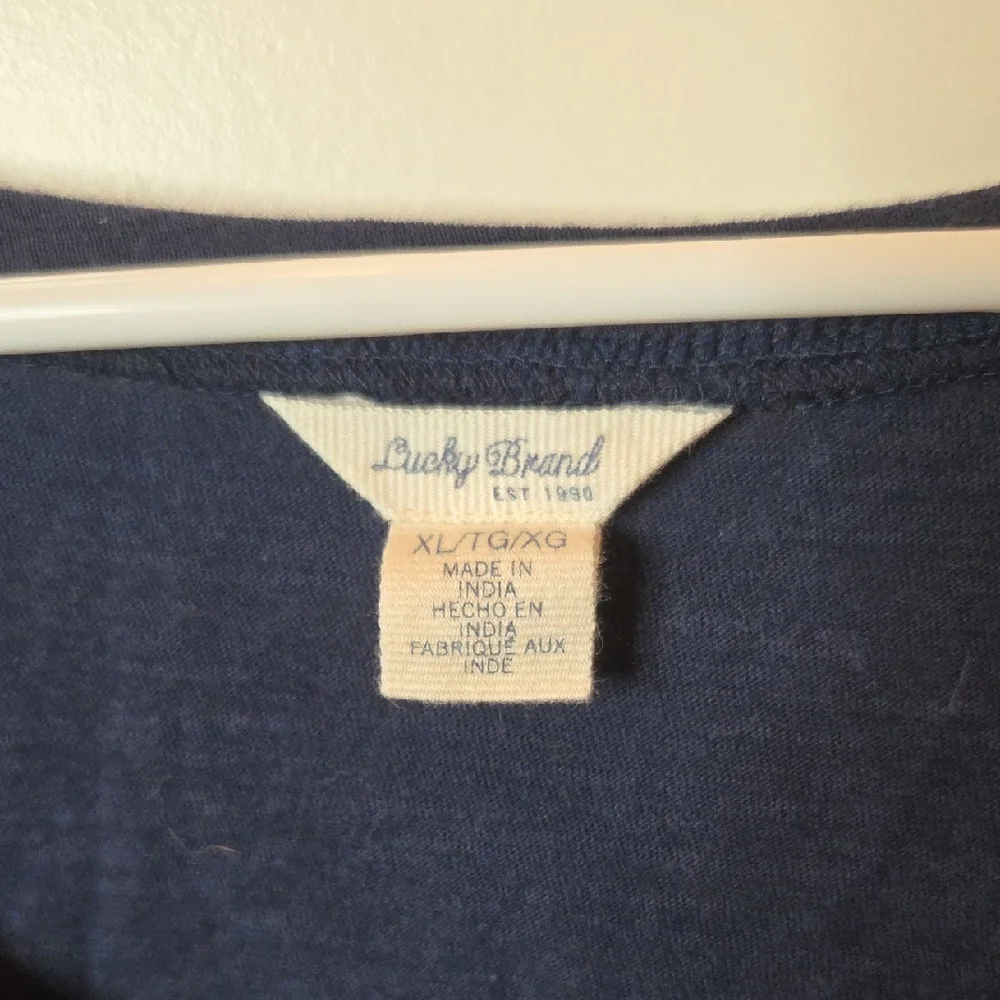 Lucky Brand
EST 1990
XL/TG/XG
MADE IN
INDIA
HECHO EN
INDIA
FABRIQUÉ AUX
INDE